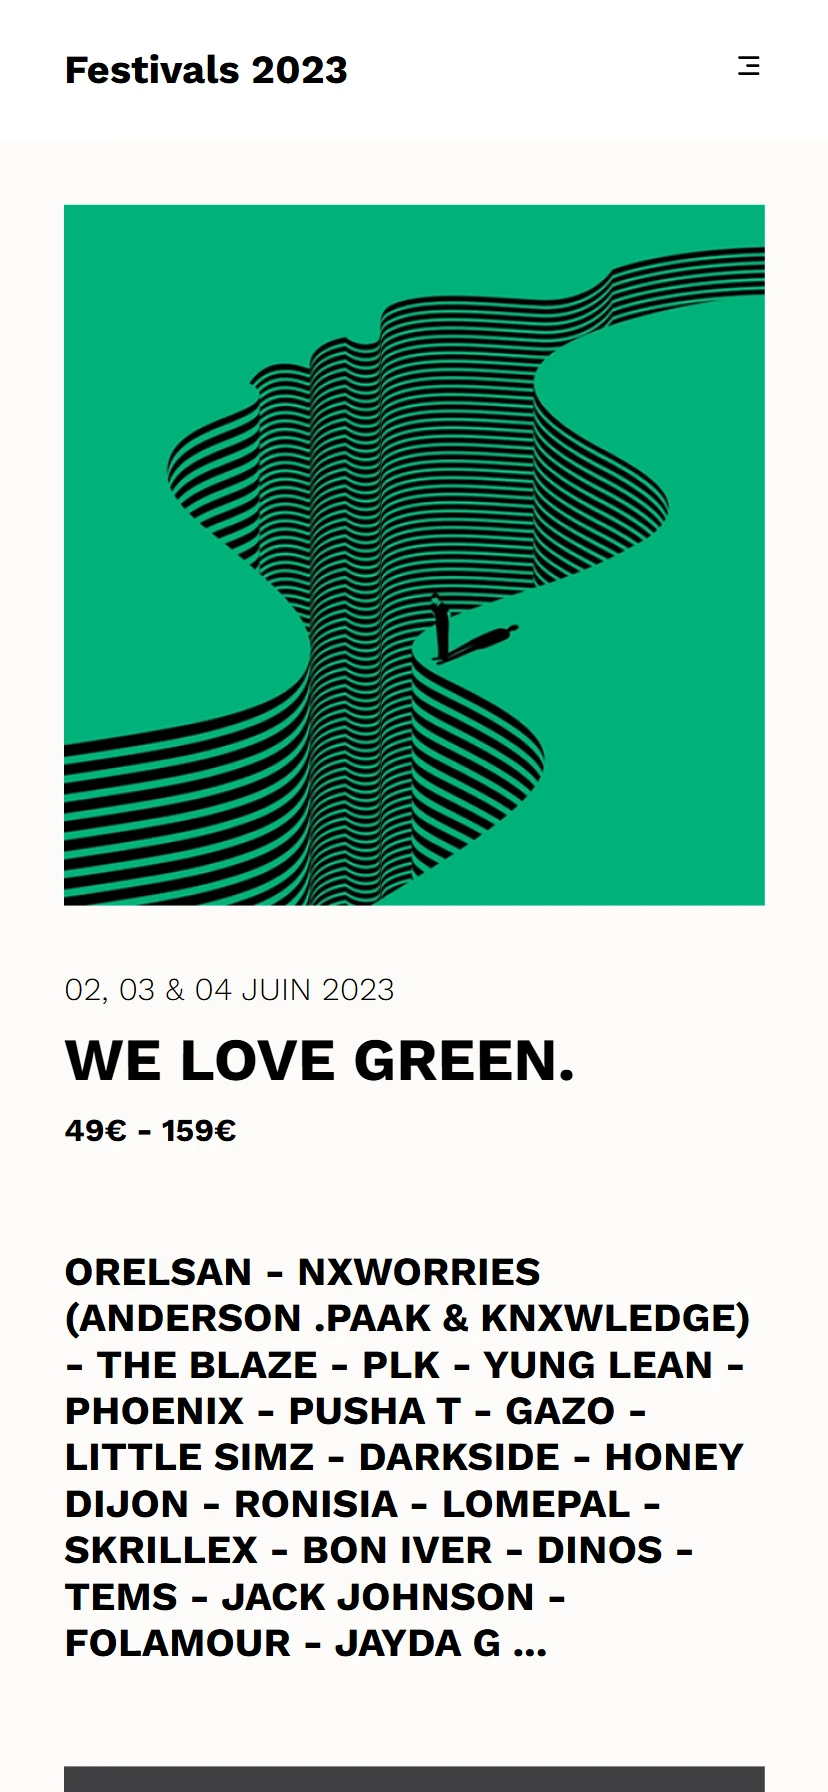 Festivals 2023
02, 03 & 04 JUIN 2023
WE LOVE GREEN.
49€ - 159€
ORELSAN - NXWORRIES
(ANDERSON .PAAK & KNXWLEDGE)
- THE BLAZE - PLK - YUNG LEAN -
PHOENIX - PUSHA T - GAZO -
LITTLE SIMZ - DARKSIDE - HONEY
DIJON - RONISIA - LOMEPAL -
SKRILLEX - BON IVER - DINOS -
TEMS - JACK JOHNSON -
FOLAMOUR - JAYDA G ...